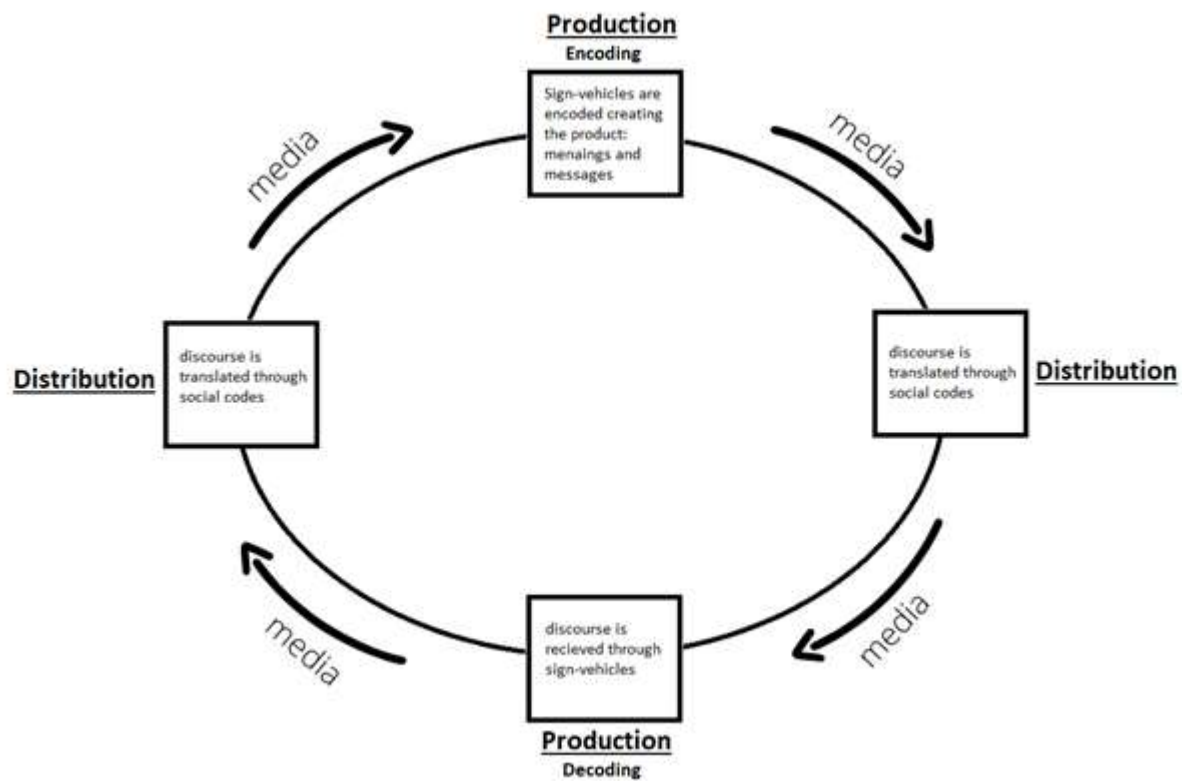 Production
Encoding
Sign-vehicles are
encoded creating
the product:
menaings and
messages
media
media
Distribution
discourse is
translated through
social codes
discourse is
translated through
social codes
Distribution
media
media
discourse is
recieved through
sign-vehicles
Production
Decoding